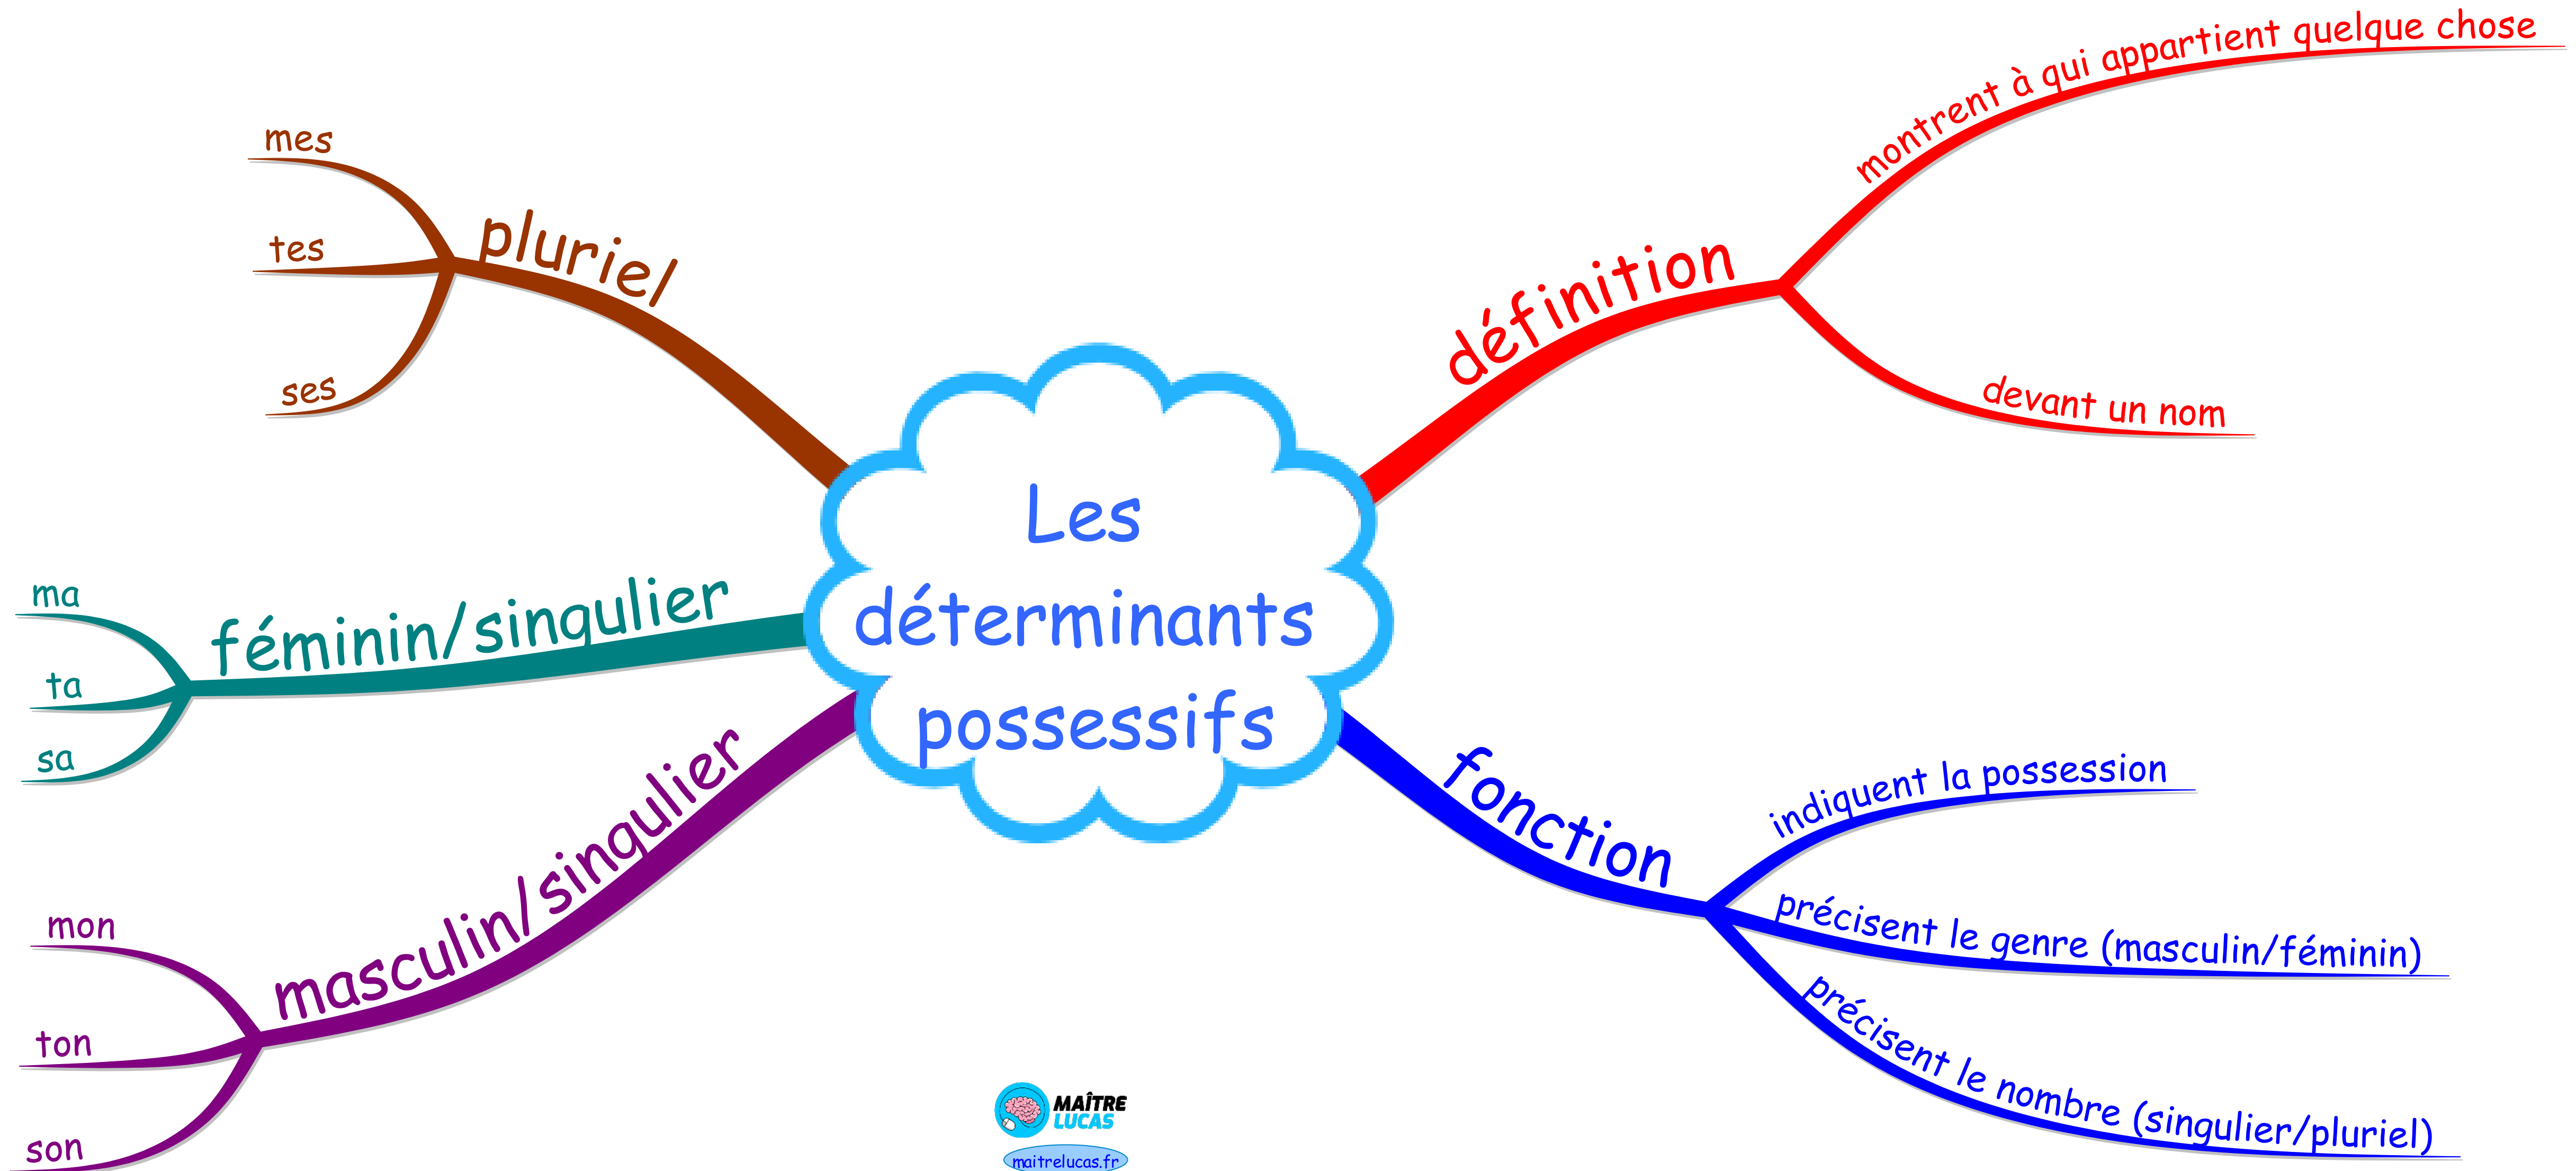 Les
déterminants
possessifs
définition
montrent à qui appartient quelque chose
devant un nom
fonction
indiquent la possession
précisent le genre (masculin/féminin)
précisent le nombre (singulier/pluriel)
masculin/singulier
mon
ton
son
féminin/singulier
ma
ta
sa
pluriel
mes
tes
ses
MAÎTRE
LUCAS
maitrelucas.fr